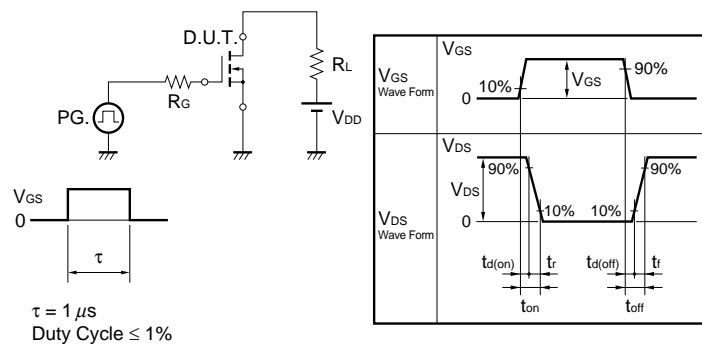 D.U.T.
RL
RG
PG.
VDD
VGS
0
τ
τ = 1 μs
Duty Cycle ≤ 1%
VGS
Wave Form
VGS
10%
90%
VGS
0
VDS
Wave Form
VDS
90%
90%
VDS
10%
10%
0
td(on)
tr
td(off)
tf
ton
toff